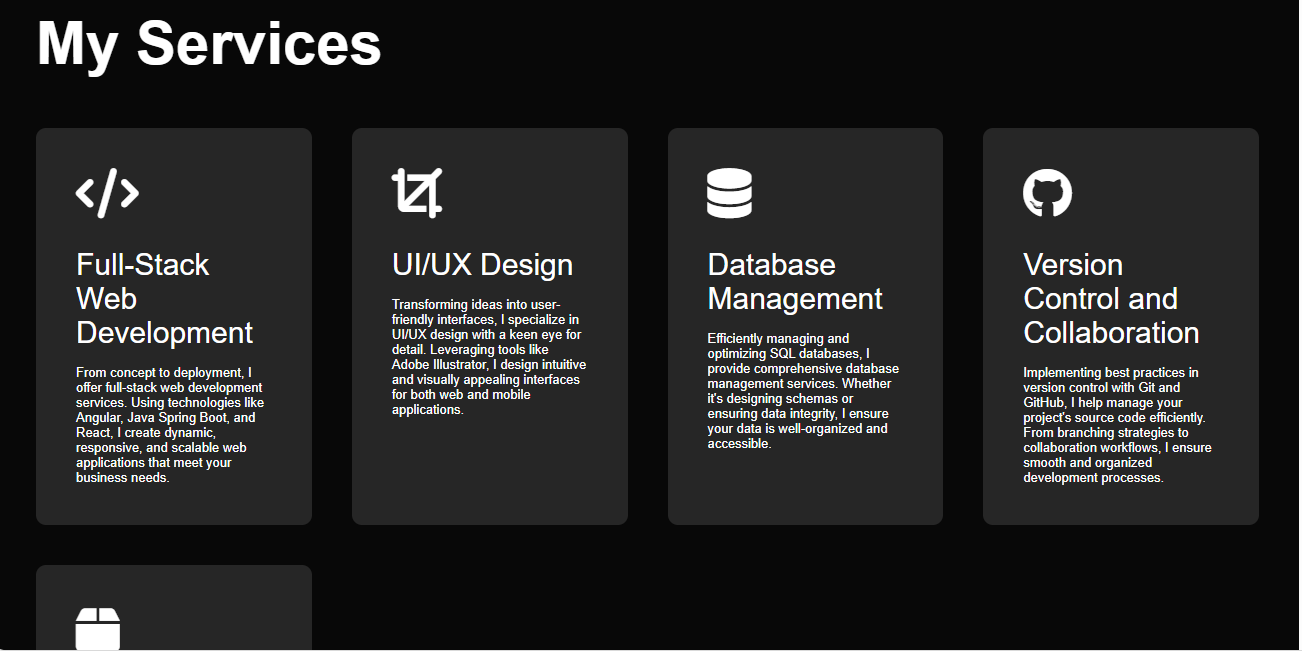 My Services
Full-Stack
Web
Development
From concept to deployment, I
offer full-stack web development
services. Using technologies like
Angular, Java Spring Boot, and
React, I create dynamic,
responsive, and scalable web
applications that meet your
business needs.
UI/UX Design
Transforming ideas into user-
friendly interfaces, I specialize in
UI/UX design with a keen eye for
detail. Leveraging tools like
Adobe Illustrator, I design intuitive
and visually appealing interfaces
for both web and mobile
applications.
Database
Management
Efficiently managing and
optimizing SQL databases, I
provide comprehensive database
management services. Whether
it's designing schemas or
ensuring data integrity, I ensure
your data is well-organized and
accessible.
Version
Control and
Collaboration
Implementing best practices in
version control with Git and
GitHub, I help manage your
project's source code efficiently.
From branching strategies to
collaboration workflows, I ensure
smooth and organized
development processes.